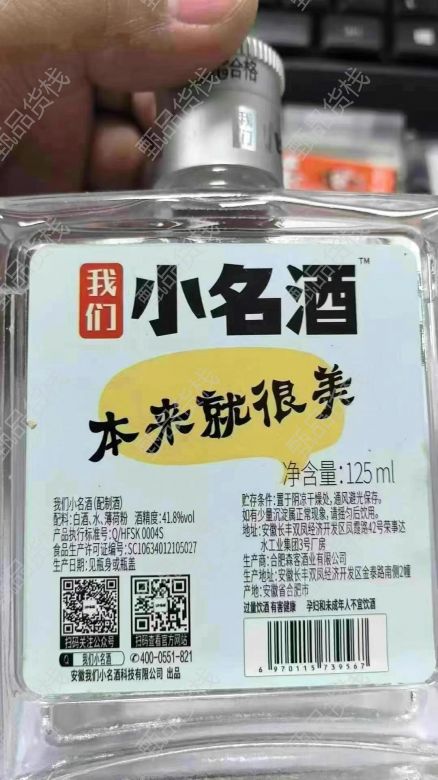 合格
我们
我们 小名酒™
本来就很美
净含量:125ml
我们小名酒(配制酒)
配料:白酒、水、薄荷粉 酒精度:41.8%vol
产品执行标准号:Q/HFSK 0004S
食品生产许可证编号:SC10634012105027
生产日期:见瓶身或瓶盖
扫码关注公众号
扫码查看官方网站
我们小名酒
400-0551-821
安徽我们小名酒科技有限公司 出品
贮存条件:置于阴凉干燥处,通风避光保存。
如有少量沉淀属正常现象,请摇匀后饮用。
地址:安徽长丰双凤经济开发区凤霞路42号荣事达
水工业集团3号厂房
生产商:合肥森客酒业有限公司
生产地址:安徽长丰双凤经济开发区金泰路南侧2幢
产地:安徽省合肥市
过量饮酒 有害健康 孕妇和未成年人不宜饮酒
6 970115 739567
甄品货栈